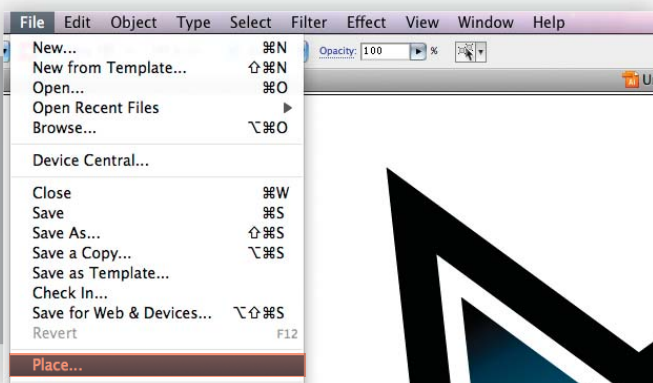 File Edit Object Type Select Filter Effect View Window Help
Opacity: 100 %
New... ⌘N
New from Template... ⇧⌘N
Open... ⌘O
Open Recent Files ▶
Browse... ⌥⌘O
Device Central...
Close ⌘W
Save ⌘S
Save As... ⇧⌘S
Save a Copy... ⌥⌘S
Save as Template...
Check In...
Save for Web & Devices... ⌥⇧⌘S
Revert F12
Place...